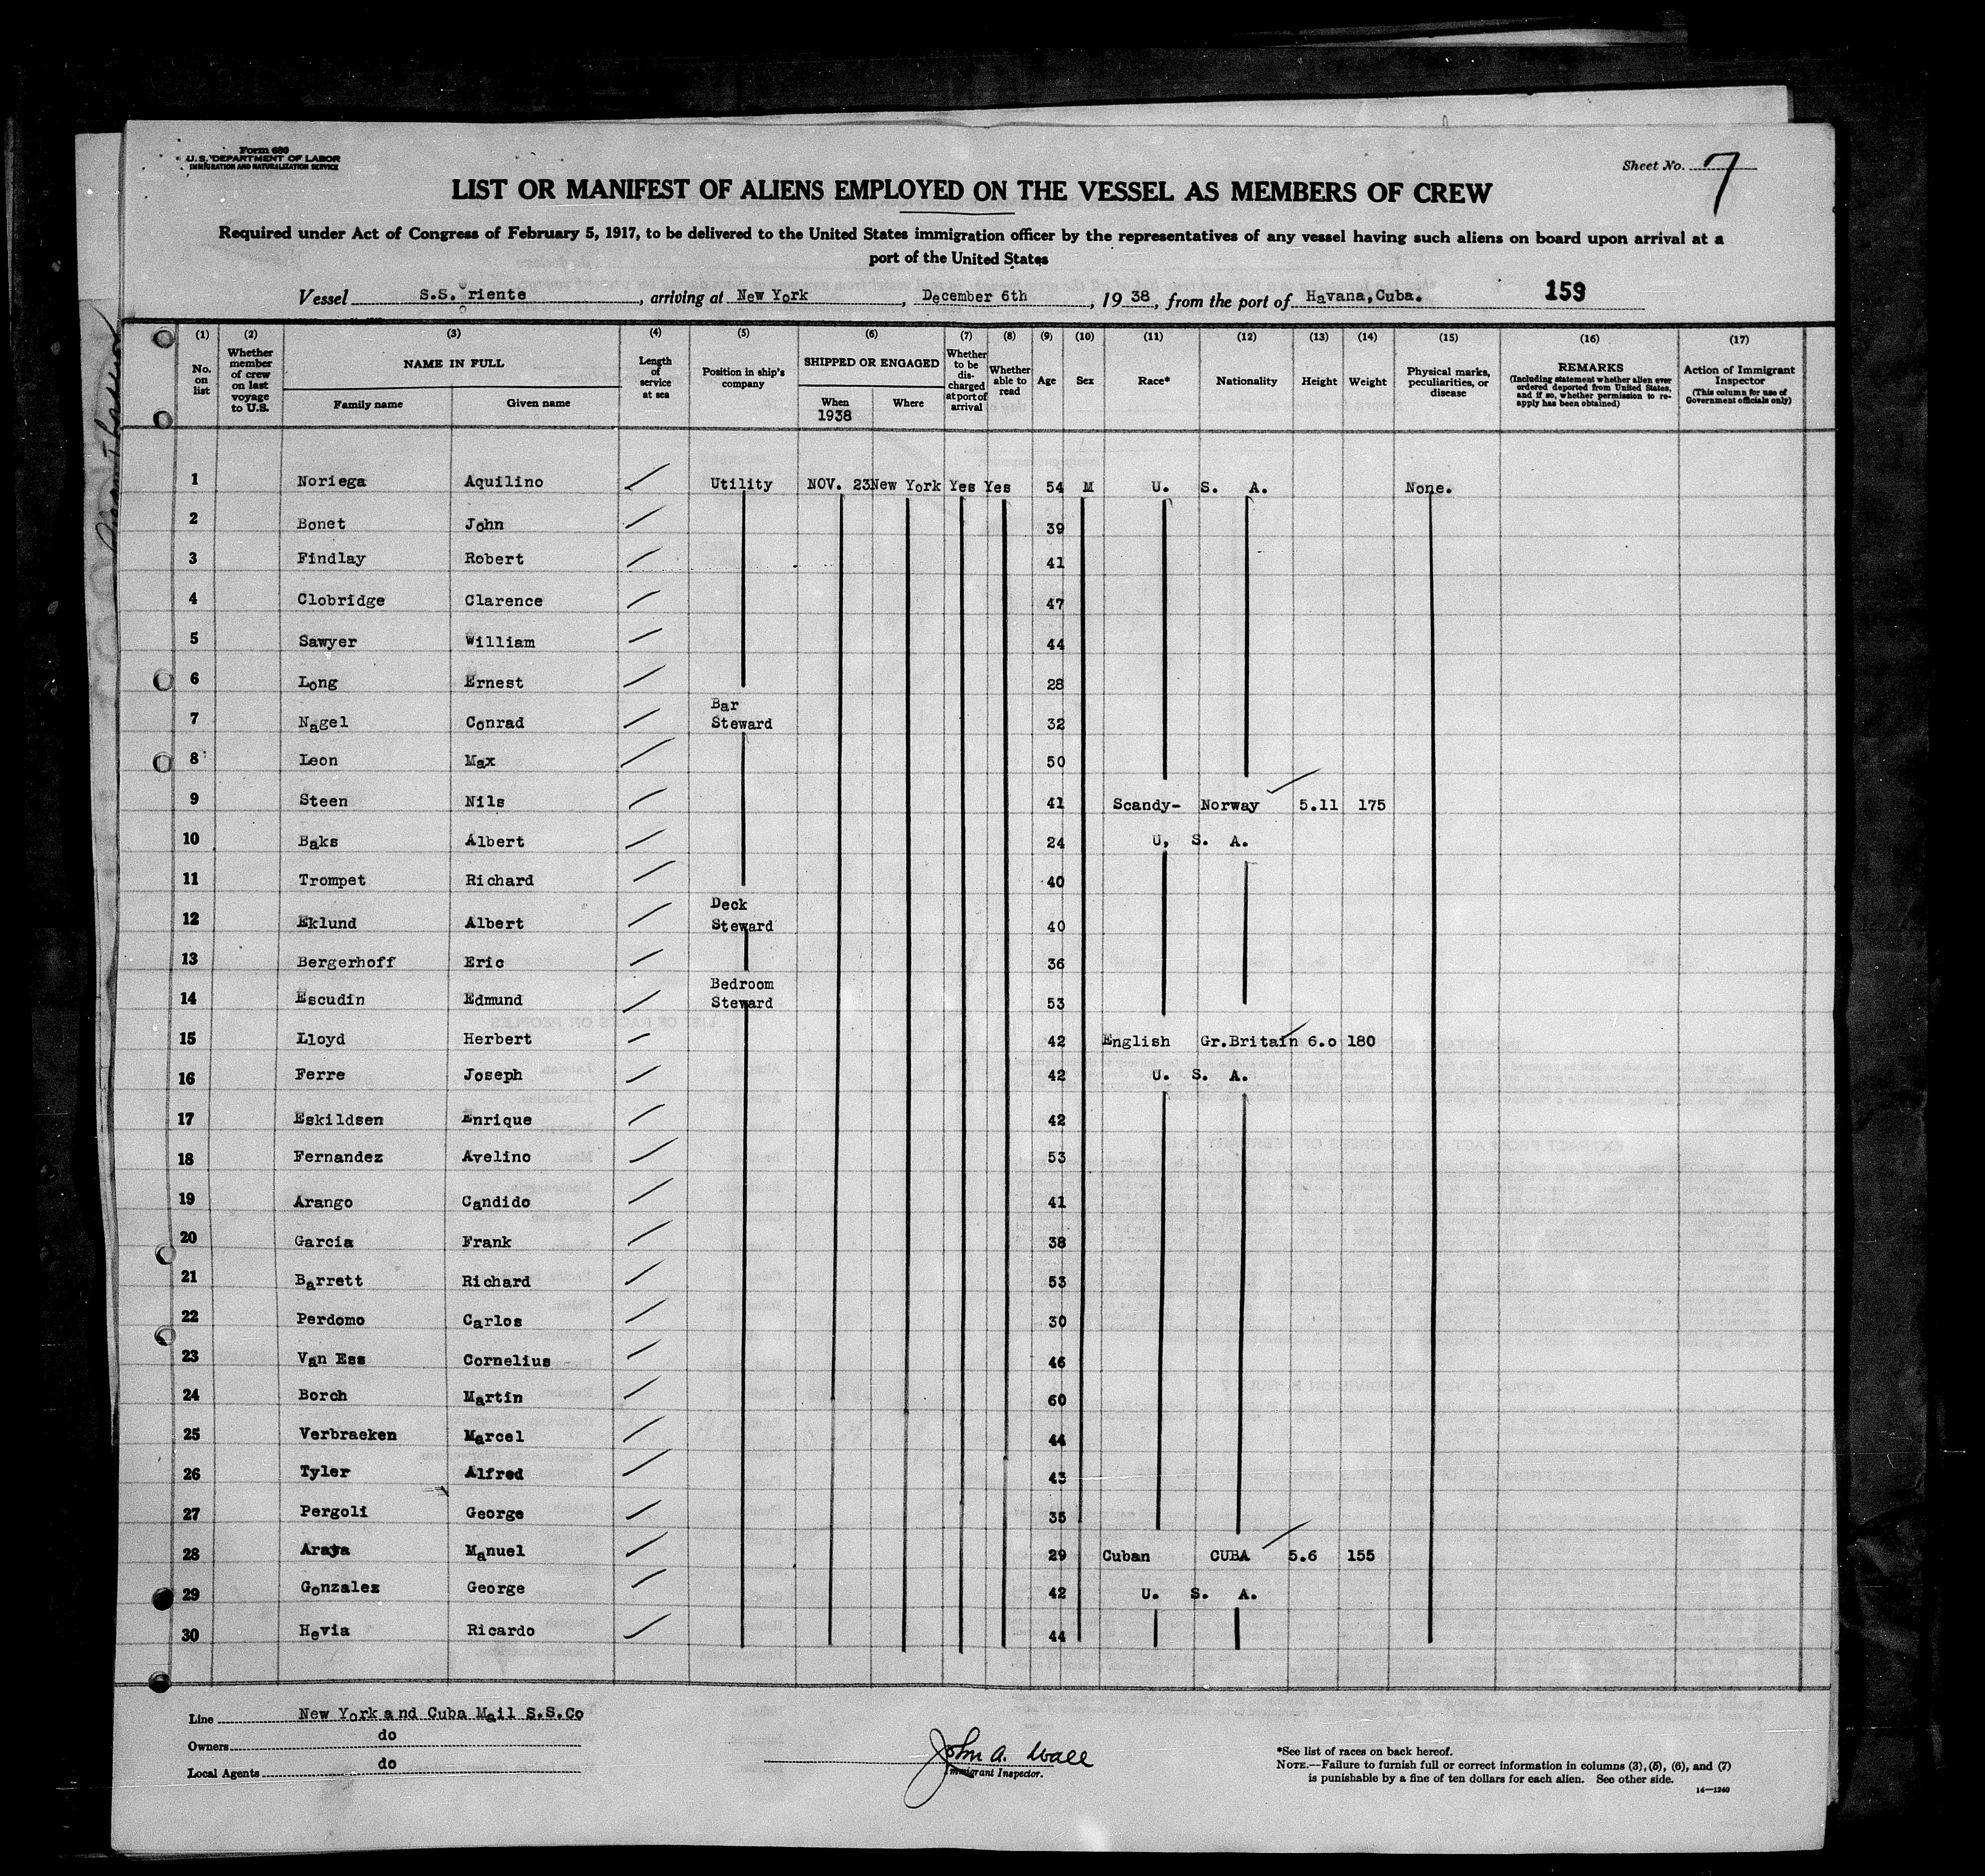 Form 680
U. S. DEPARTMENT OF LABOR
IMMIGRATION AND NATURALIZATION SERVICE
Sheet No. 7
LIST OR MANIFEST OF ALIENS EMPLOYED ON THE VESSEL AS MEMBERS OF CREW
Required under Act of Congress of February 5, 1917, to be delivered to the United States immigration officer by the representatives of any vessel having such aliens on board upon arrival at a
port of the United States
Vessel S.S. Oriente, arriving at New York, December 6th, 1938, from the port of Havana,Cuba. 159
(1) (2) (3) (4) (5) (6) (7) (8) (9) (10) (11) (12) (13) (14) (15) (16) (17)
No. on list
Whether member of crew on last voyage to U.S.
NAME IN FULL
Family name Given name
Length of service at sea
Position in ship's company
SHIPPED OR ENGAGED
When Where
1938
Whether to be discharged at port of arrival
Whether able to read
Age Sex Race* Nationality Height Weight
Physical marks, peculiarities, or disease
REMARKS
(Including statement whether alien ever ordered deported from United States, and if so, whether permission to re-apply has been obtained)
Action of Immigrant Inspector
(This column for use of Government officials only)
1 Noriega Aquilino Utility NOV. 23 New York Yes Yes 54 M U. S. A. None.
2 Bonet John 39
3 Findlay Robert 41
4 Clobridge Clarence 47
5 Sawyer William 44
6 Long Ernest 28
7 Nagel Conrad Bar Steward 32
8 Leon Max 50
9 Steen Nils 41 Scandy- Norway 5.11 175
10 Baks Albert 24 U, S. A.
11 Trompet Richard 40
12 Eklund Albert Deck Steward 40
13 Bergerhoff Eric 36
14 Escudin Edmund Bedroom Steward 53
15 Lloyd Herbert 42 English Gr.Britain 6.o 180
16 Ferre Joseph 42 U. S. A.
17 Eskildsen Enrique 42
18 Fernandez Avelino 53
19 Arango Candido 41
20 Garcia Frank 38
21 Barrett Richard 53
22 Perdomo Carlos 30
23 Van Ess Cornelius 46
24 Borch Martin 60
25 Verbraeken Marcel 44
26 Tyler Alfred 43
27 Pergoli George 35
28 Araya Manuel 29 Cuban CUBA 5.6 155
29 Gonzalez George 42 U. S. A.
30 Hevia Ricardo 44
Line New York and Cuba Mail S.S.Co
Owners do
Local Agents do
John A. Wall
Immigrant Inspector.
*See list of races on back hereof.
NOTE.—Failure to furnish full or correct information in columns (3), (5), (6), and (7)
is punishable by a fine of ten dollars for each alien. See other side.
14—1240